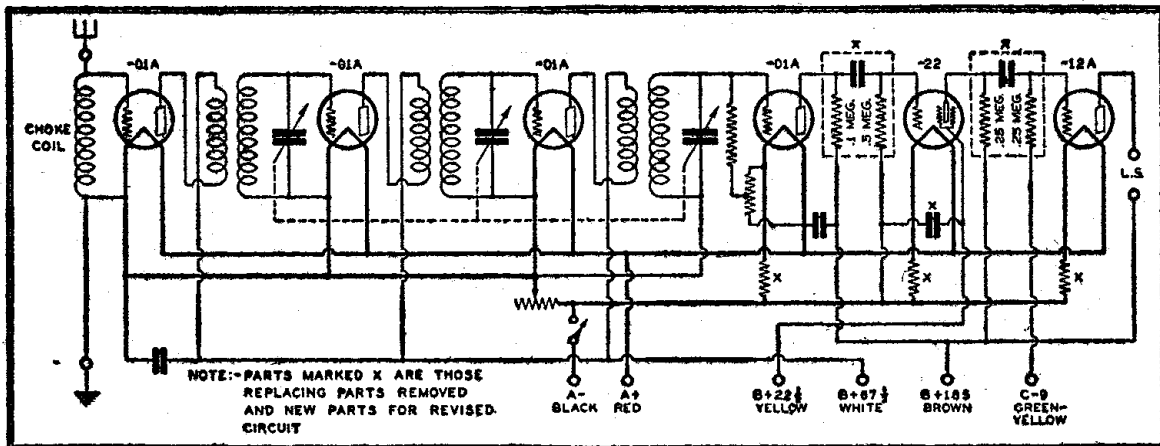 -01A
-01A
-01A
-01A
-22
-12A
X
X
CHOKE
COIL
.1 MEG.
.5 MEG.
.25 MEG.
.25 MEG.
L.S.
X
X
X
X
NOTE:-PARTS MARKED X ARE THOSE
REPLACING PARTS REMOVED
AND NEW PARTS FOR REVISED.
CIRCUIT
A-
BLACK
A+
RED
B+22½
YELLOW
B+67½
WHITE
BROWN
C-9
GREEN-
YELLOW